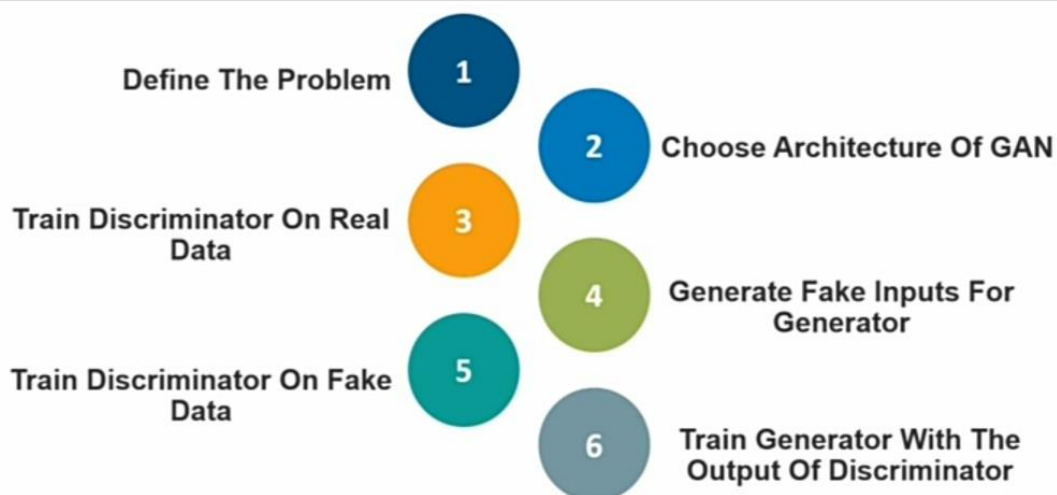 1
Define The Problem
2
Choose Architecture Of GAN
3
Train Discriminator On Real
Data
4
Generate Fake Inputs For
Generator
5
Train Discriminator On Fake
Data
6
Train Generator With The
Output Of Discriminator